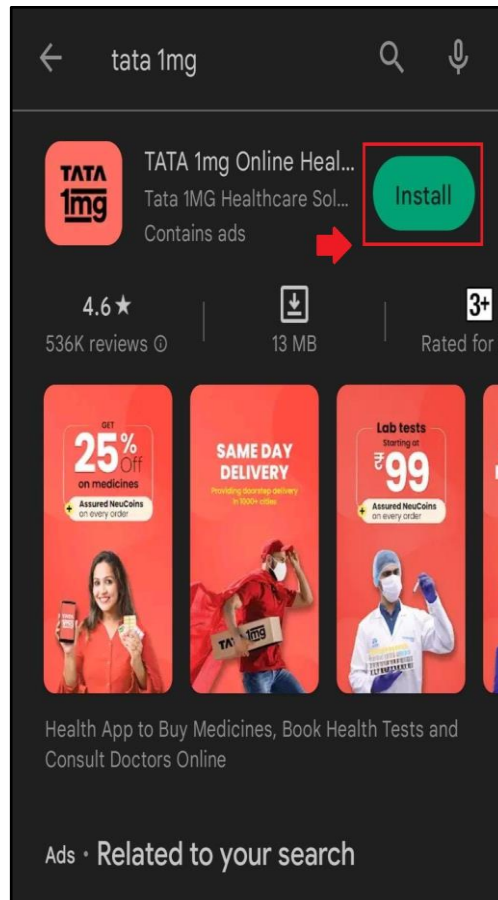 tata 1mg
TATA
1mg
TATA 1mg Online Heal...
Tata 1MG Healthcare Sol...
Contains ads
Install
4.6★
536K reviews
13 MB
3+
Rated for
GET
25% Off
on medicines
Assured NeuCoins
on every order
SAME DAY
DELIVERY
Providing doorstep delivery
in 1000+ cities
Lab tests
Starting at
₹99
Assured NeuCoins
on every order
Health App to Buy Medicines, Book Health Tests and
Consult Doctors Online
Ads • Related to your search